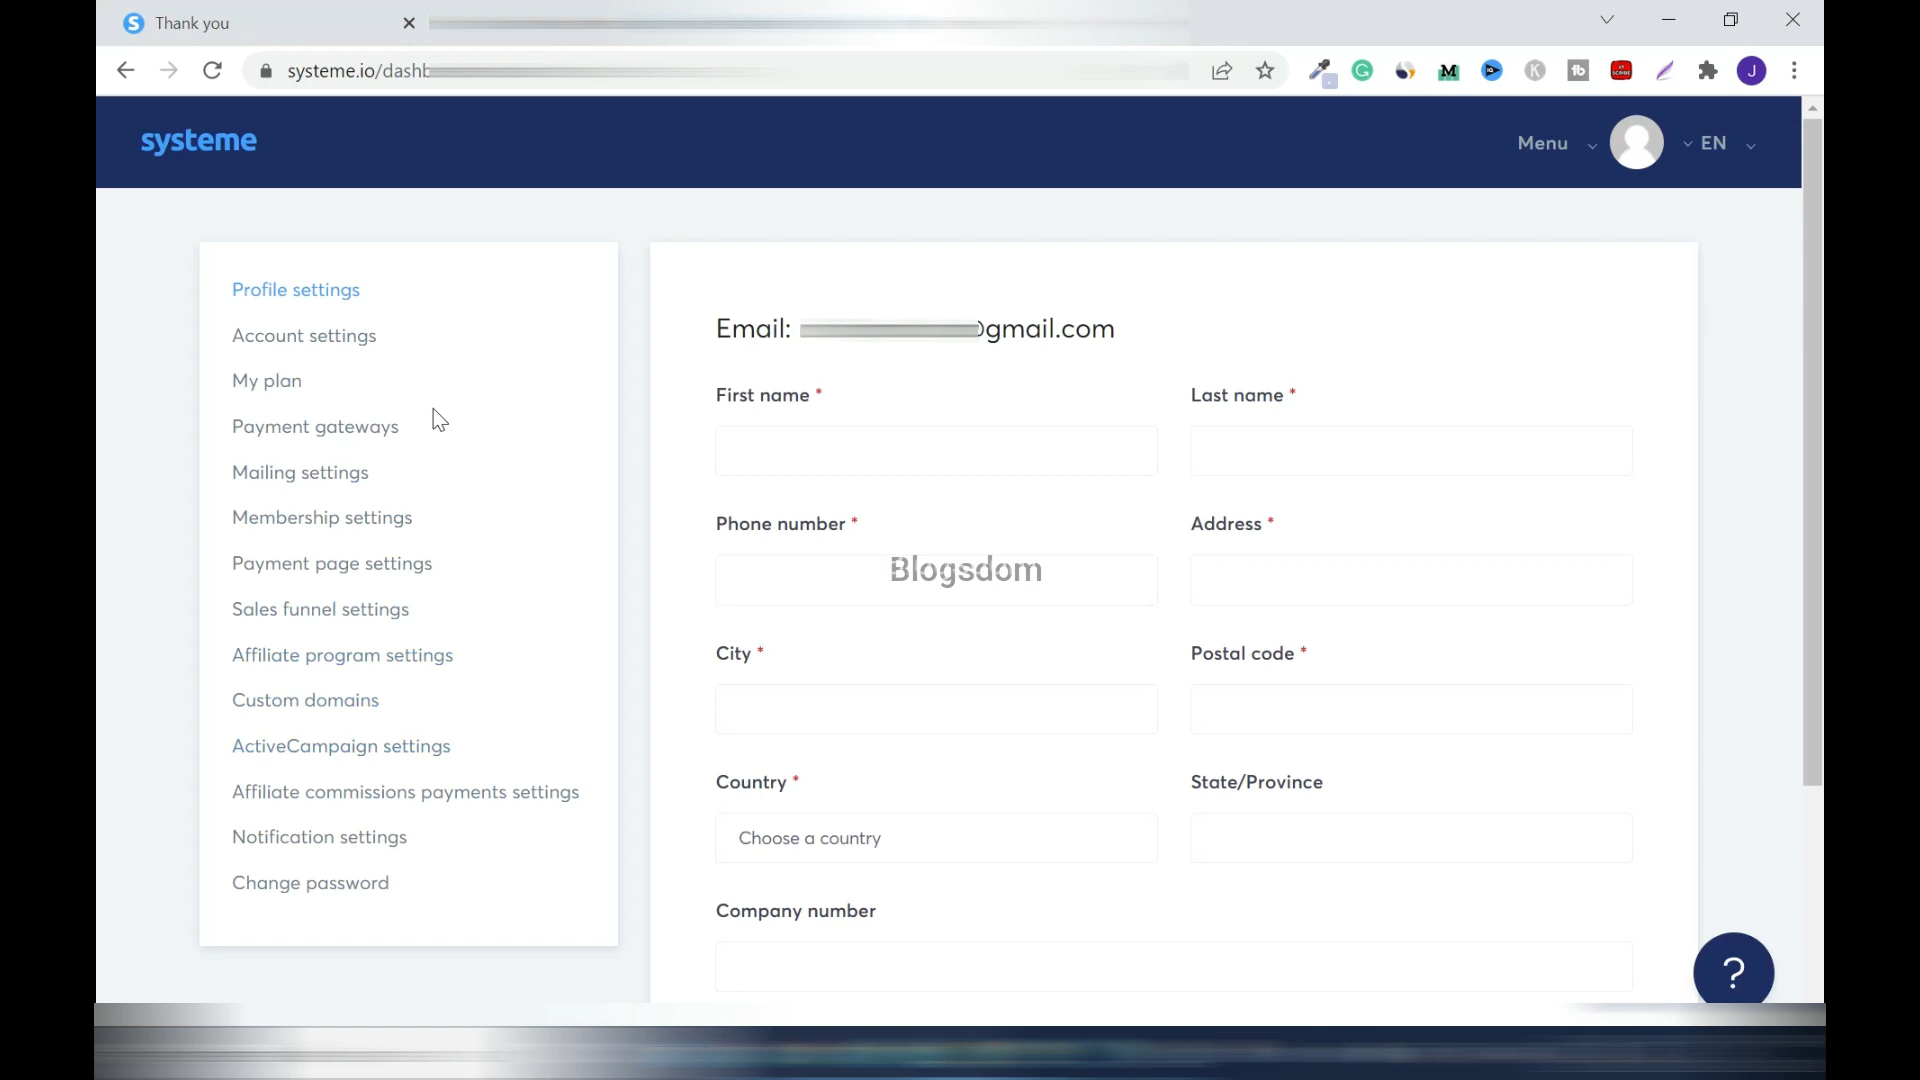 Thank you
systeme.io/dashb
systeme
Menu
EN
Profile settings
Account settings
My plan
Payment gateways
Mailing settings
Membership settings
Payment page settings
Sales funnel settings
Affiliate program settings
Custom domains
ActiveCampaign settings
Affiliate commissions payments settings
Notification settings
Change password
Email: @gmail.com
First name *
Last name *
Phone number *
Address *
Blogsdom
City *
Postal code *
Country *
State/Province
Choose a country
Company number
?